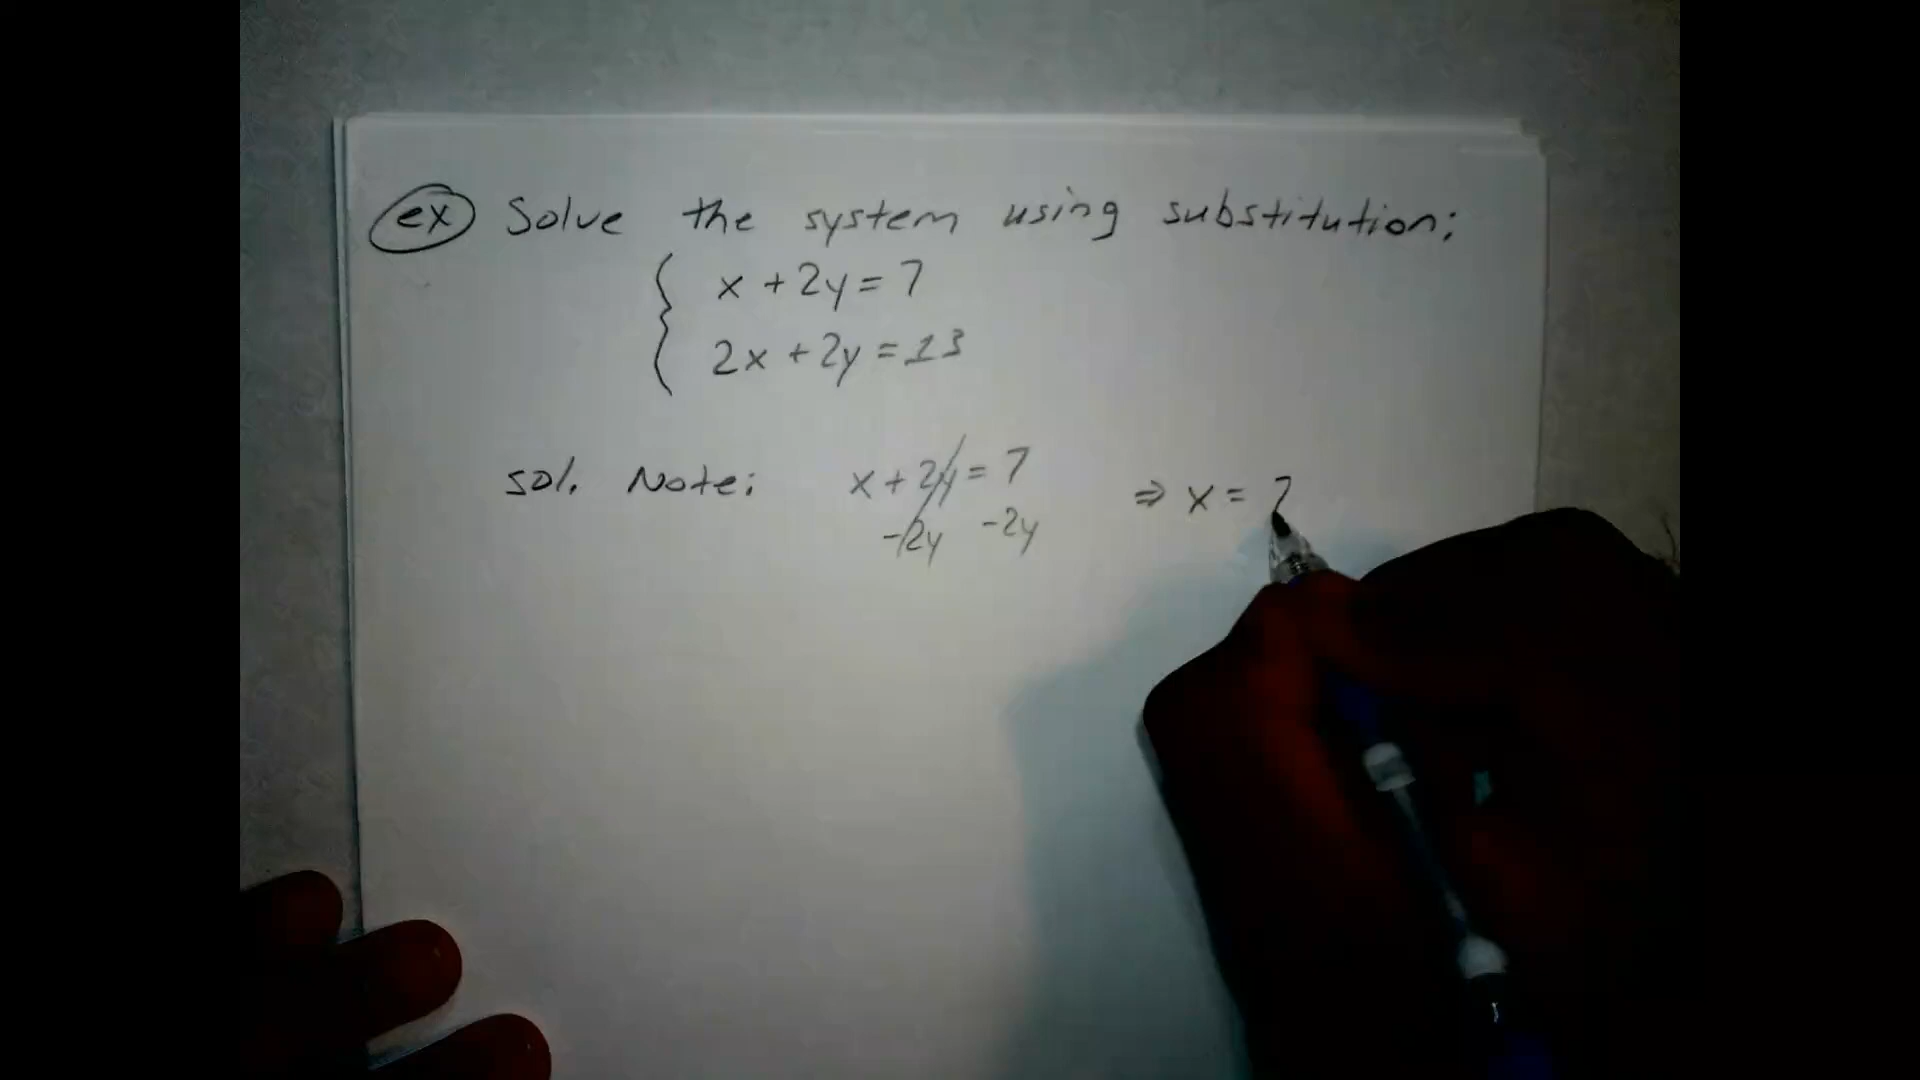 ex Solve the system using substitution:
x + 2y = 7
2x + 2y = 13
sol. Note: x + 2y = 7 ⇒ x = 7
-2y -2y